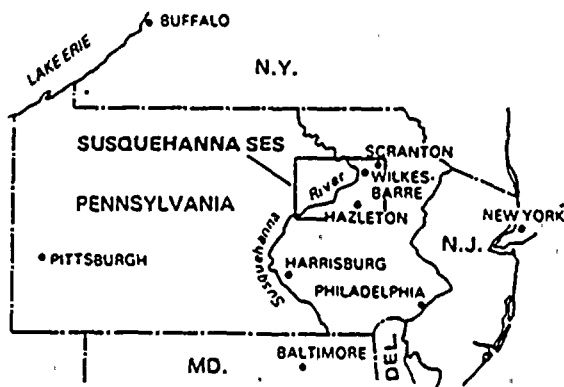 BUFFALO
LAKE ERIE
N.Y.
SUSQUEHANNA SES
SCRANTON
WILKES-
BARRE
River
PENNSYLVANIA
HAZLETON
NEW YORK
N.J.
PITTSBURGH
Susquehanna
HARRISBURG
PHILADELPHIA
MD.
BALTIMORE
DEL.